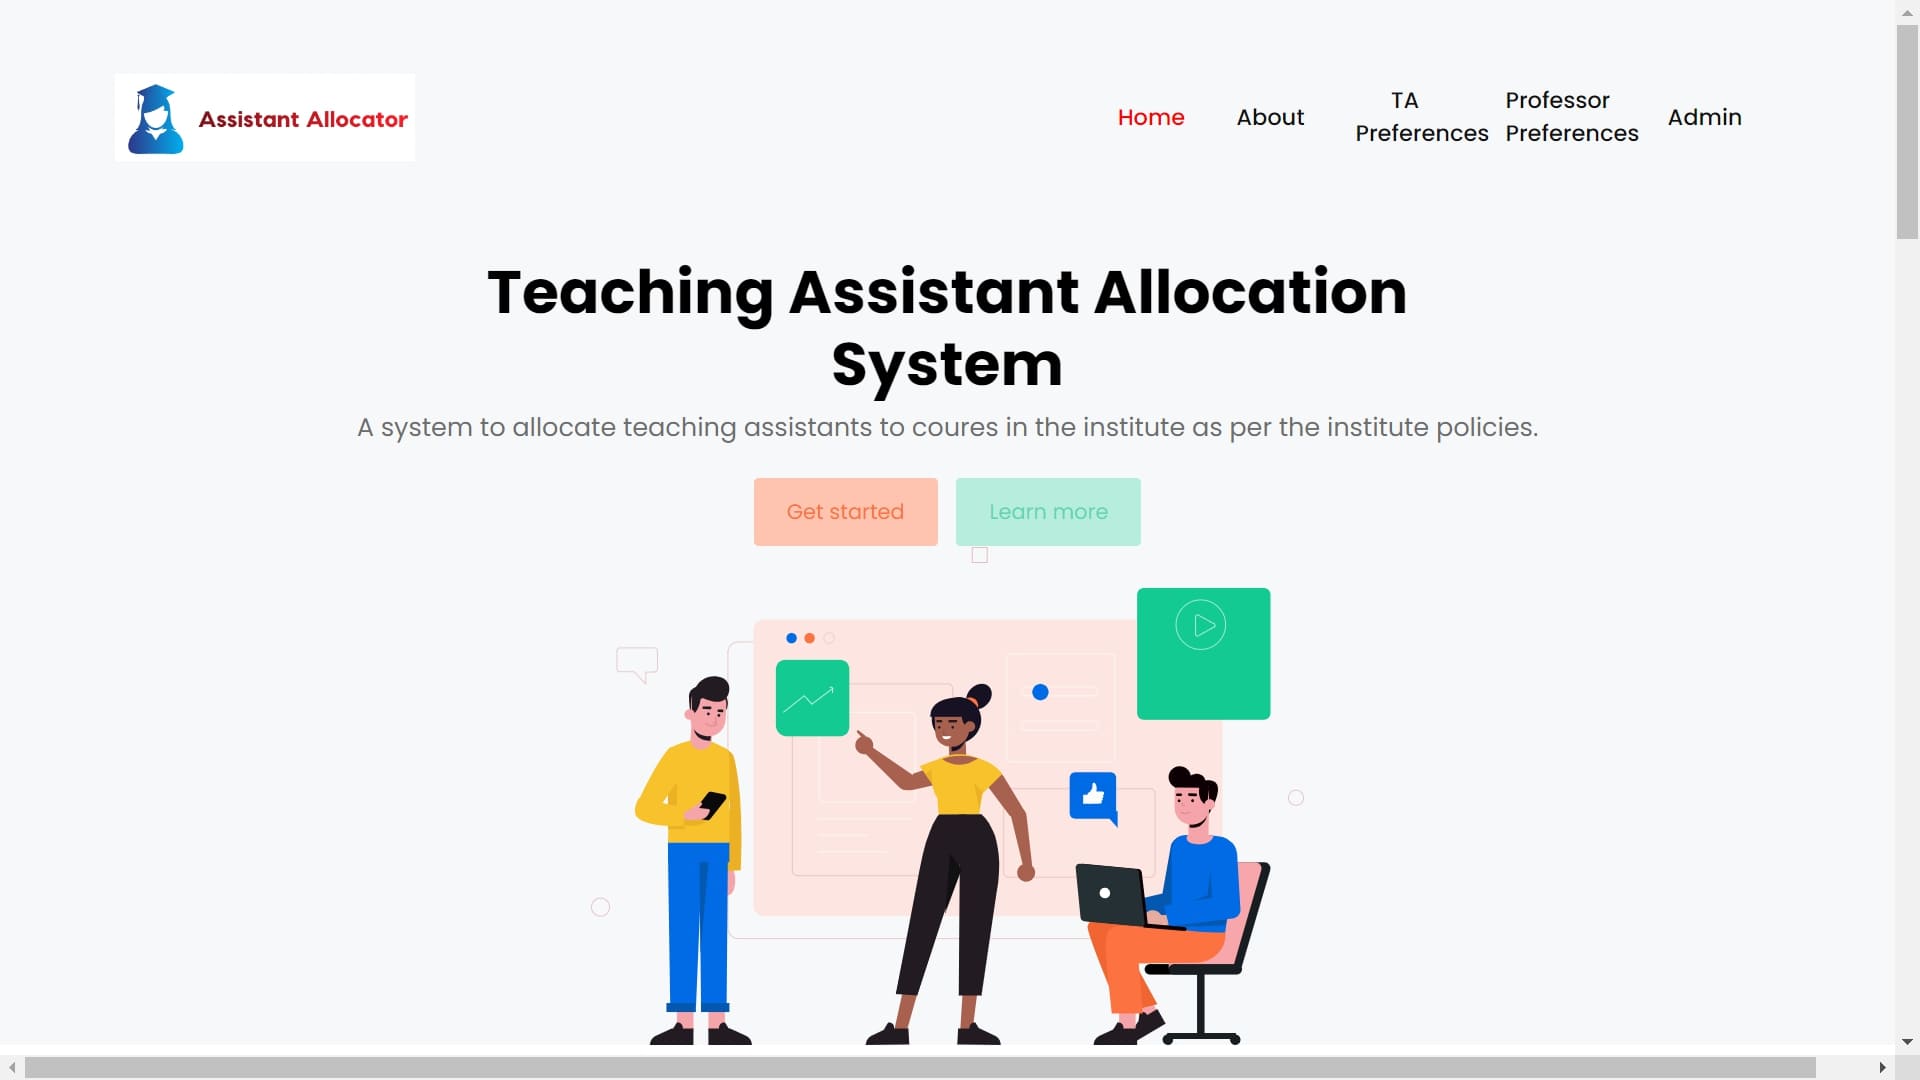 Assistant Allocator
Home
About
TA
Preferences
Professor
Preferences
Admin
Teaching Assistant Allocation
System
A system to allocate teaching assistants to coures in the institute as per the institute policies.
Get started
Learn more